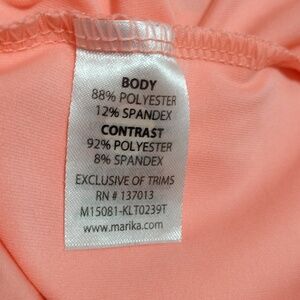 BODY
88% POLYESTER
12% SPANDEX
CONTRAST
92% POLYESTER
8% SPANDEX
EXCLUSIVE OF TRIMS
RN # 137013
M15081-KLT0239T
www.marika.com